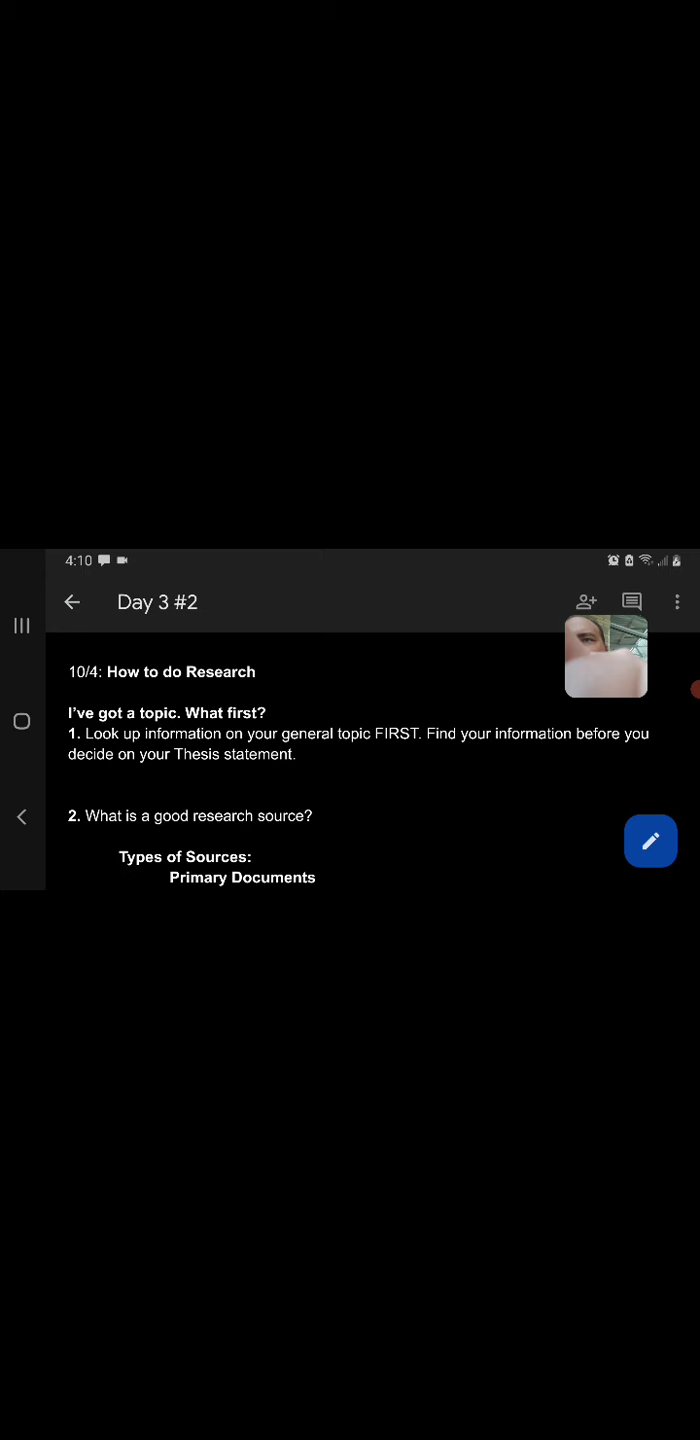 4:10
Day 3 #2
10/4: How to do Research
I've got a topic. What first?
1. Look up information on your general topic FIRST. Find your information before you
decide on your Thesis statement.
2. What is a good research source?
Types of Sources:
Primary Documents